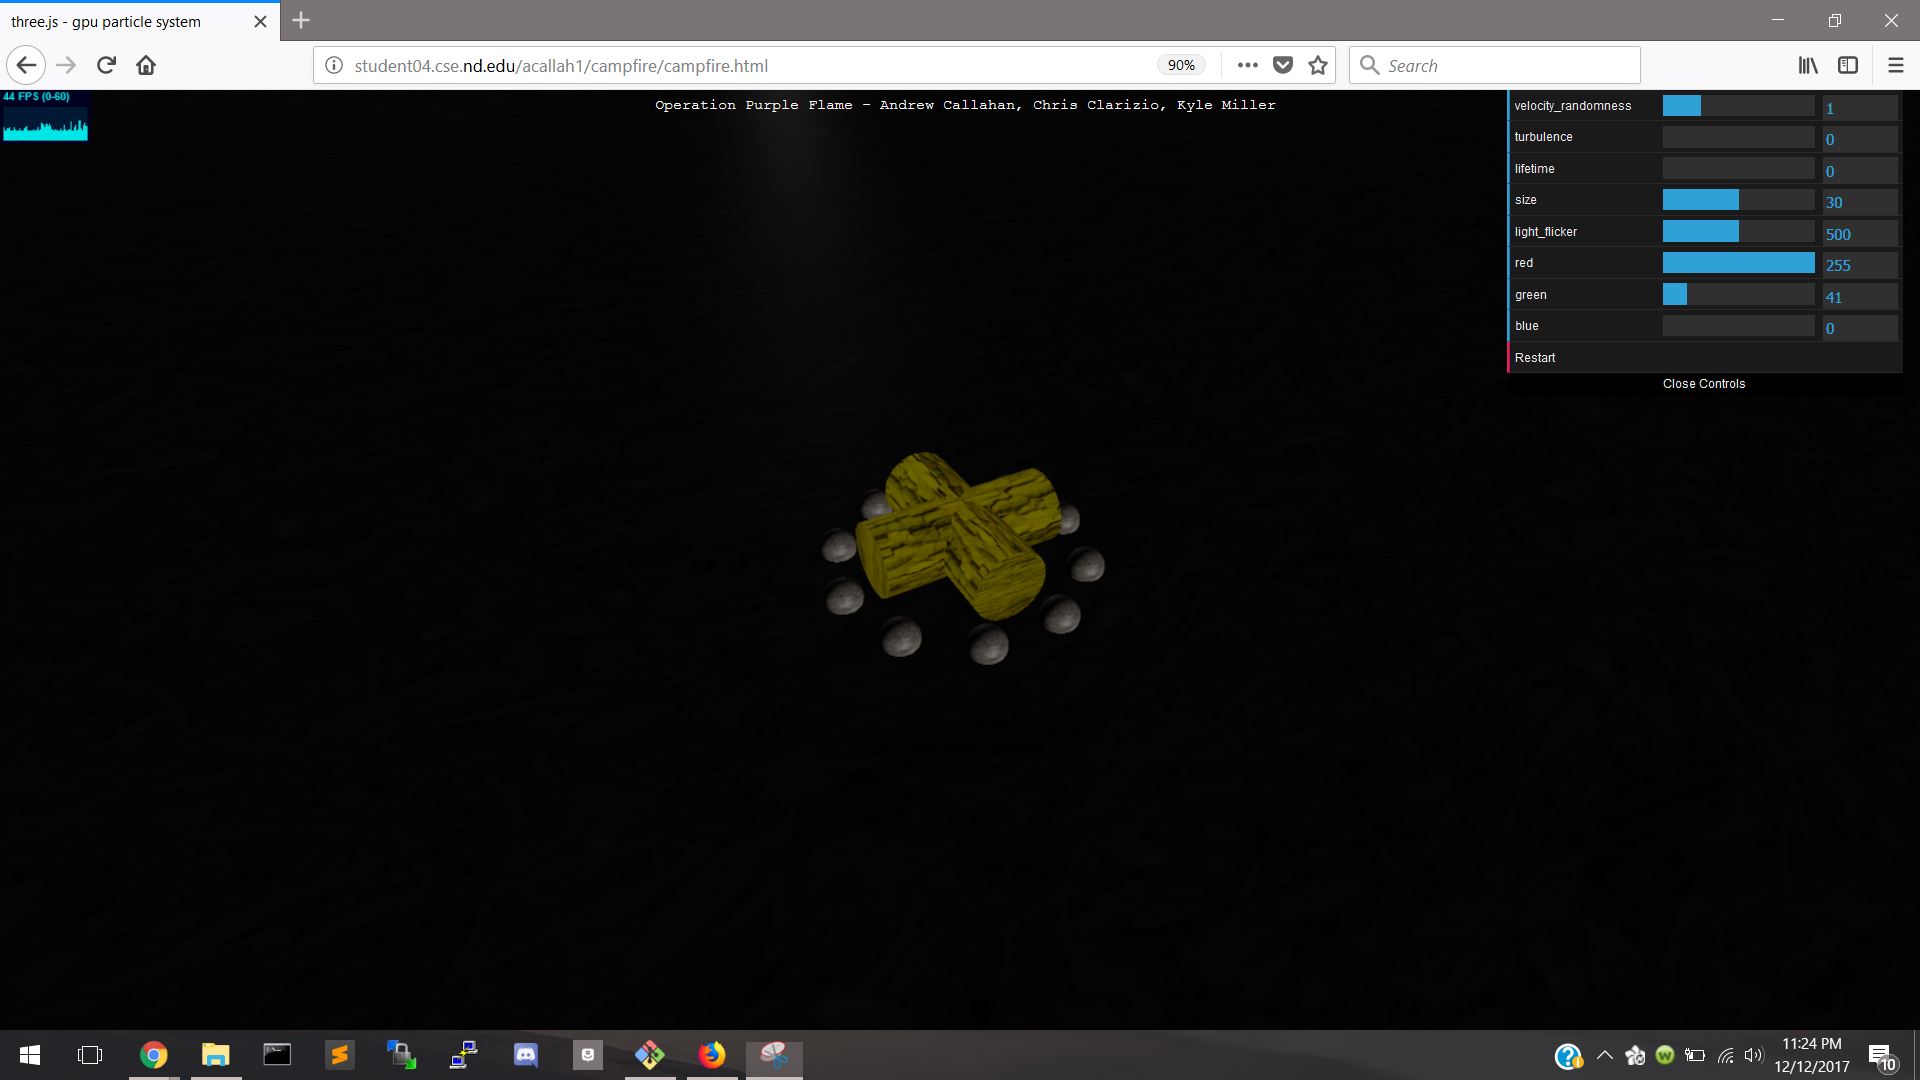 three.js - gpu particle system
student04.cse.nd.edu/acallah1/campfire/campfire.html
90%
Search
44 FPS (0-60)
Operation Purple Flame - Andrew Callahan, Chris Clarizio, Kyle Miller
velocity_randomness 1
turbulence 0
lifetime 0
size 30
light_flicker 500
red 255
green 41
blue 0
Restart
Close Controls
11:24 PM
12/12/2017
10